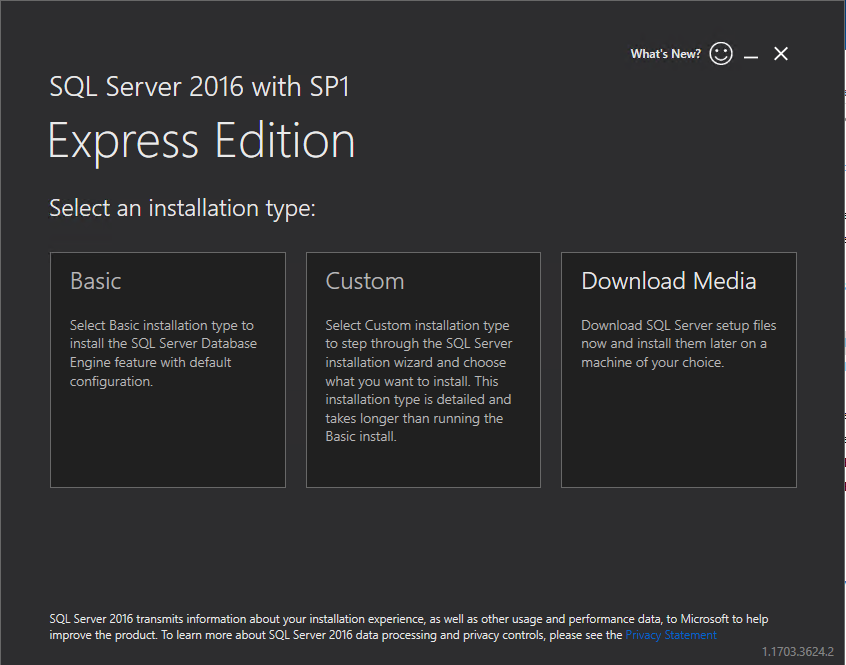 What's New?
SQL Server 2016 with SP1
Express Edition
Select an installation type:
Basic
Select Basic installation type to
install the SQL Server Database
Engine feature with default
configuration.
Custom
Select Custom installation type
to step through the SQL Server
installation wizard and choose
what you want to install. This
installation type is detailed and
takes longer than running the
Basic install.
Download Media
Download SQL Server setup files
now and install them later on a
machine of your choice.
SQL Server 2016 transmits information about your installation experience, as well as other usage and performance data, to Microsoft to help
improve the product. To learn more about SQL Server 2016 data processing and privacy controls, please see the Privacy Statement
1.1703.3624.2